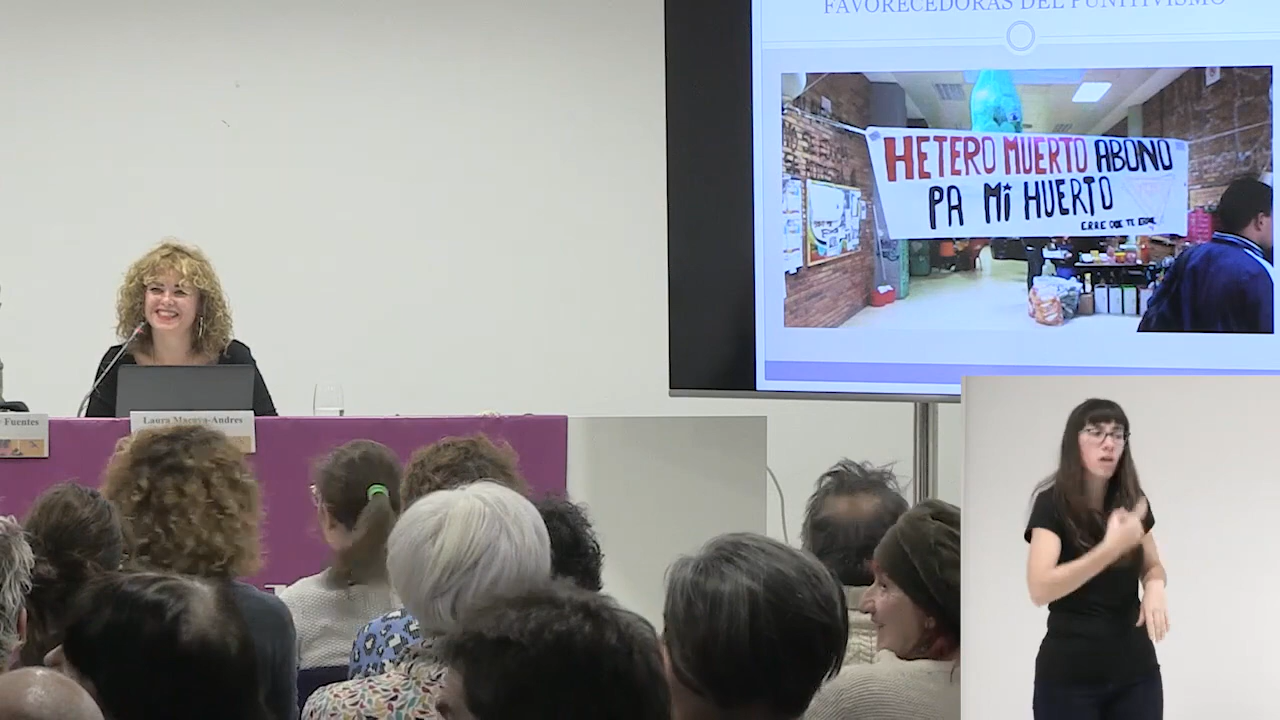 FAVORECEDORAS DEL PUNITIVISMO
HETERO MUERTO ABONO
PA MI HUERTO
Fuentes
Laura Macaya-Andres